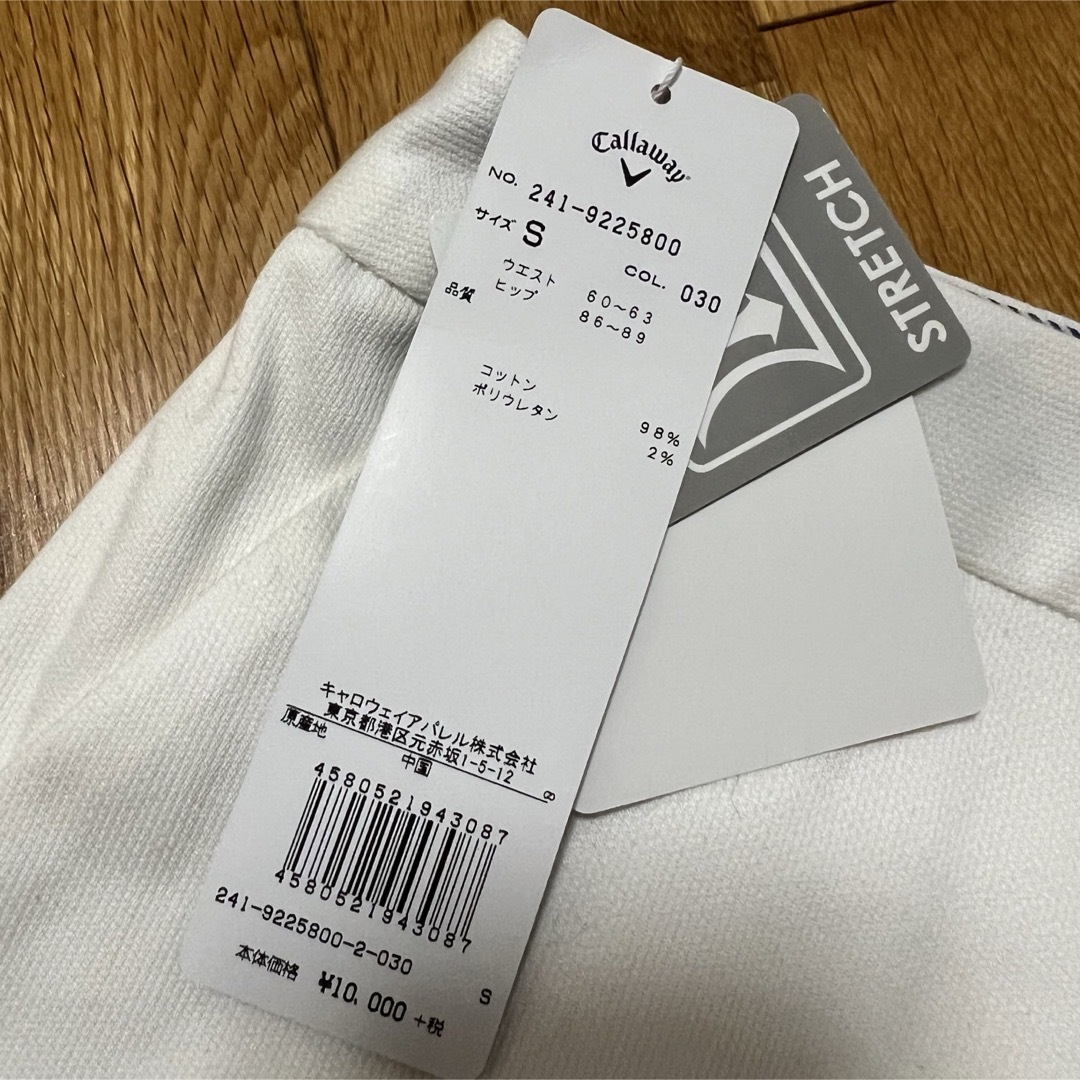 Callaway
NO. 241-9225800
サイズ S COL. 030
ウエスト 60~63
ヒップ 86~89
品質
コットン 98%
ポリウレタン 2%
キャロウェイアパレル株式会社
東京都港区元赤坂1-5-12
原産地 中国 8
4580521943087
4580521943087
241-9225800-2-030 S
本体価格 ¥10,000 +税
STRETCH